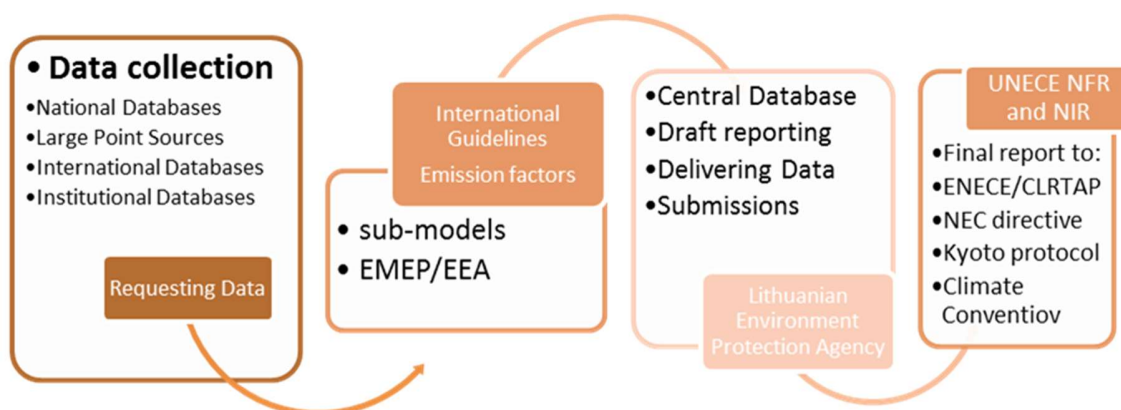 • Data collection
•National Databases
•Large Point Sources
•International Databases
•Institutional Databases
Requesting Data
International
Guidelines
Emission factors
• sub-models
• EMEP/EEA
•Central Database
•Draft reporting
•Delivering Data
•Submissions
Lithuanian
Environment
Protection Agency
UNECE NFR
and NIR
•Final report to:
•ENECE/CLRTAP
•NEC directive
•Kyoto protocol
•Climate
Conventiov